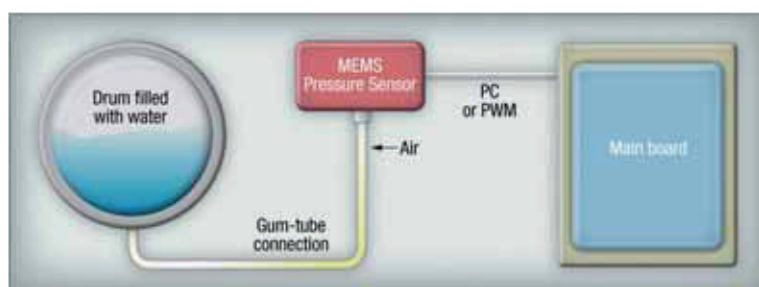 Drum filled
with water
MEMS
Pressure Sensor
PC
or PWM
Main board
Air
Gum-tube
connection